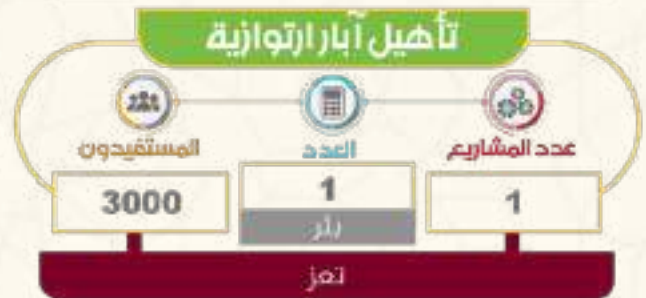 تأهيل آبار ارتوازية
عدد المشاريع
العدد
المستفيدون
1
1
3000
بئر
تعز